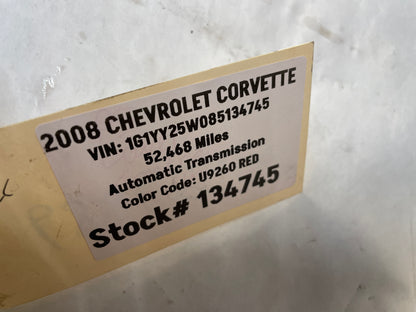 2008 CHEVROLET CORVETTE
VIN: 1G1YY25W085134745
52,468 Miles
Automatic Transmission
Color Code: U9260 RED
Stock# 134745